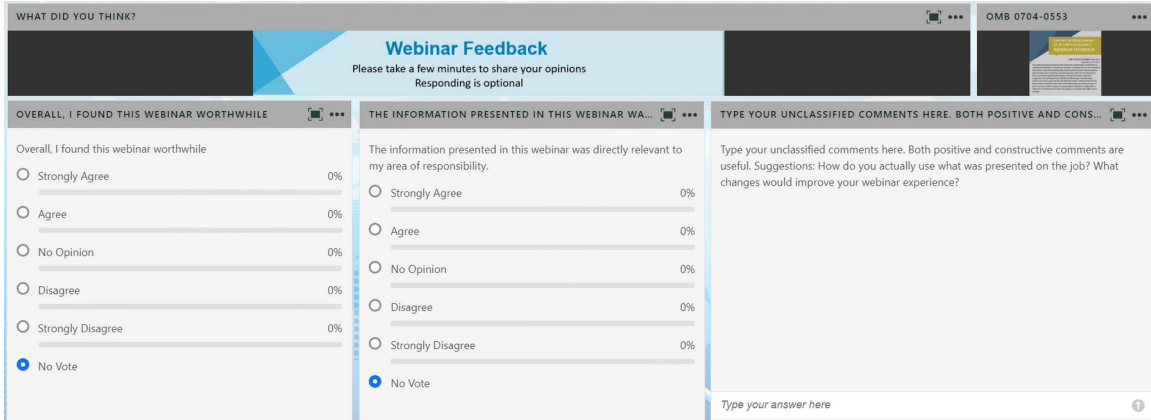 WHAT DID YOU THINK?
OMB 0704-0553
Webinar Feedback
Please take a few minutes to share your opinions
Responding is optional
WEBINAR FEEDBACK
OVERALL, I FOUND THIS WEBINAR WORTHWHILE
Overall, I found this webinar worthwhile
Strongly Agree 0%
Agree 0%
No Opinion 0%
Disagree 0%
Strongly Disagree 0%
No Vote
THE INFORMATION PRESENTED IN THIS WEBINAR WA...
The information presented in this webinar was directly relevant to
my area of responsibility.
Strongly Agree 0%
Agree 0%
No Opinion 0%
Disagree 0%
Strongly Disagree 0%
No Vote
TYPE YOUR UNCLASSIFIED COMMENTS HERE. BOTH POSITIVE AND CONS...
Type your unclassified comments here. Both positive and constructive comments are
useful. Suggestions: How do you actually use what was presented on the job? What
changes would improve your webinar experience?
Type your answer here